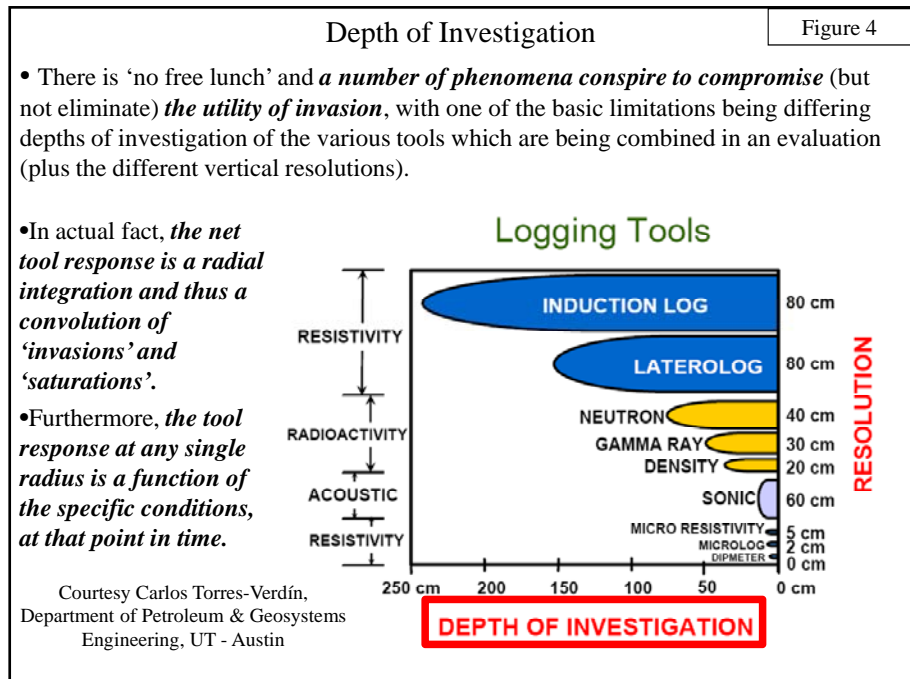 Depth of Investigation
Figure 4
• There is ‘no free lunch’ and a number of phenomena conspire to compromise (but
not eliminate) the utility of invasion, with one of the basic limitations being differing
depths of investigation of the various tools which are being combined in an evaluation
(plus the different vertical resolutions).
•In actual fact, the net
tool response is a radial
integration and thus a
convolution of
‘invasions’ and
‘saturations’.
•Furthermore, the tool
response at any single
radius is a function of
the specific conditions,
at that point in time.
Courtesy Carlos Torres-Verdín,
Department of Petroleum & Geosystems
Engineering, UT - Austin
Logging Tools
RESISTIVITY
RADIOACTIVITY
ACOUSTIC
RESISTIVITY
INDUCTION LOG
80 cm
LATEROLOG
80 cm
NEUTRON
40 cm
GAMMA RAY
30 cm
DENSITY
20 cm
SONIC
60 cm
MICRO RESISTIVITY
5 cm
MICROLOG
2 cm
DIPMETER
0 cm
RESOLUTION
250 cm 200 150 100 50 0 cm
DEPTH OF INVESTIGATION